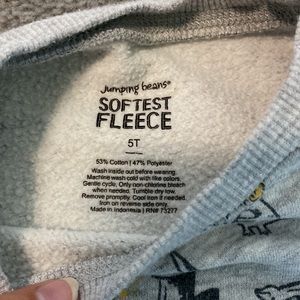 Jumping beans®
SOFTEST
FLEECE
5T
53% Cotton | 47% Polyester
Wash inside out before wearing.
Machine wash cold with like colors.
Gentle cycle. Only non-chlorine bleach
when needed. Tumble dry low.
Remove promptly. Cool iron if needed.
Iron on reverse side only.
Made in Indonesia | RN# 73277